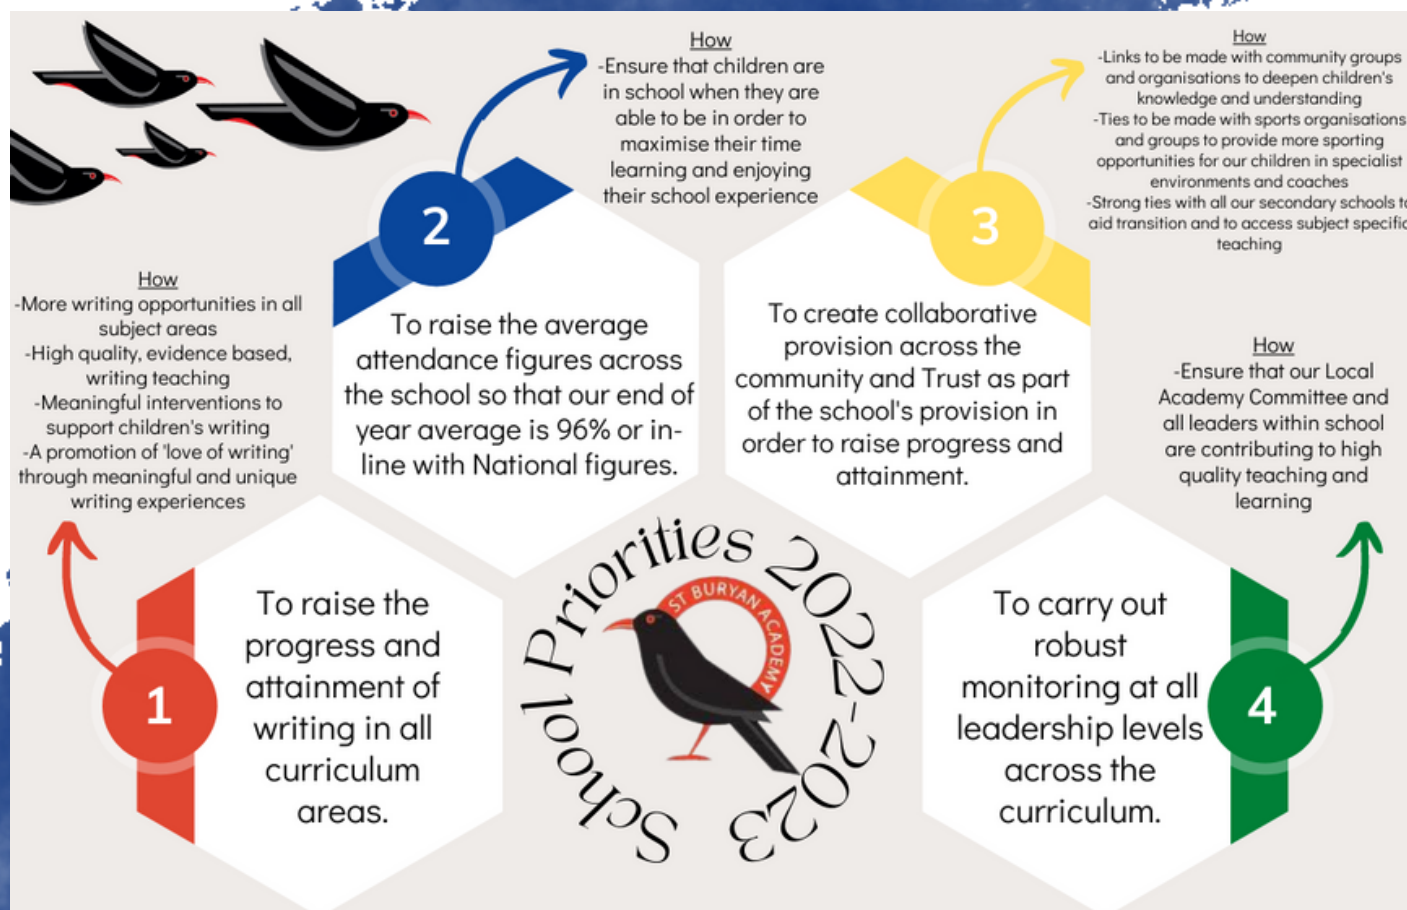 How
-More writing opportunities in all
subject areas
-High quality, evidence based,
writing teaching
-Meaningful interventions to
support children's writing
-A promotion of 'love of writing'
through meaningful and unique
writing experiences
1
To raise the
progress and
attainment of
writing in all
curriculum
areas.
How
-Ensure that children are
in school when they are
able to be in order to
maximise their time
learning and enjoying
their school experience
2
To raise the average
attendance figures across
the school so that our end of
year average is 96% or in-
line with National figures.
How
-Links to be made with community groups
and organisations to deepen children's
knowledge and understanding
-Ties to be made with sports organisations
and groups to provide more sporting
opportunities for our children in specialist
environments and coaches
-Strong ties with all our secondary schools
aid transition and to access subject
teaching
3
To create collaborative
provision across the
community and Trust as part
of the school's provision in
order to raise progress and
attainment.
How
-Ensure that our Local
Academy Committee and
all leaders within school
are contributing to high
quality teaching and
learning
4
To carry out
robust
monitoring at all
leadership levels
across the
curriculum.
School Priorities 2022-2023
ST BURYAN ACADEMY